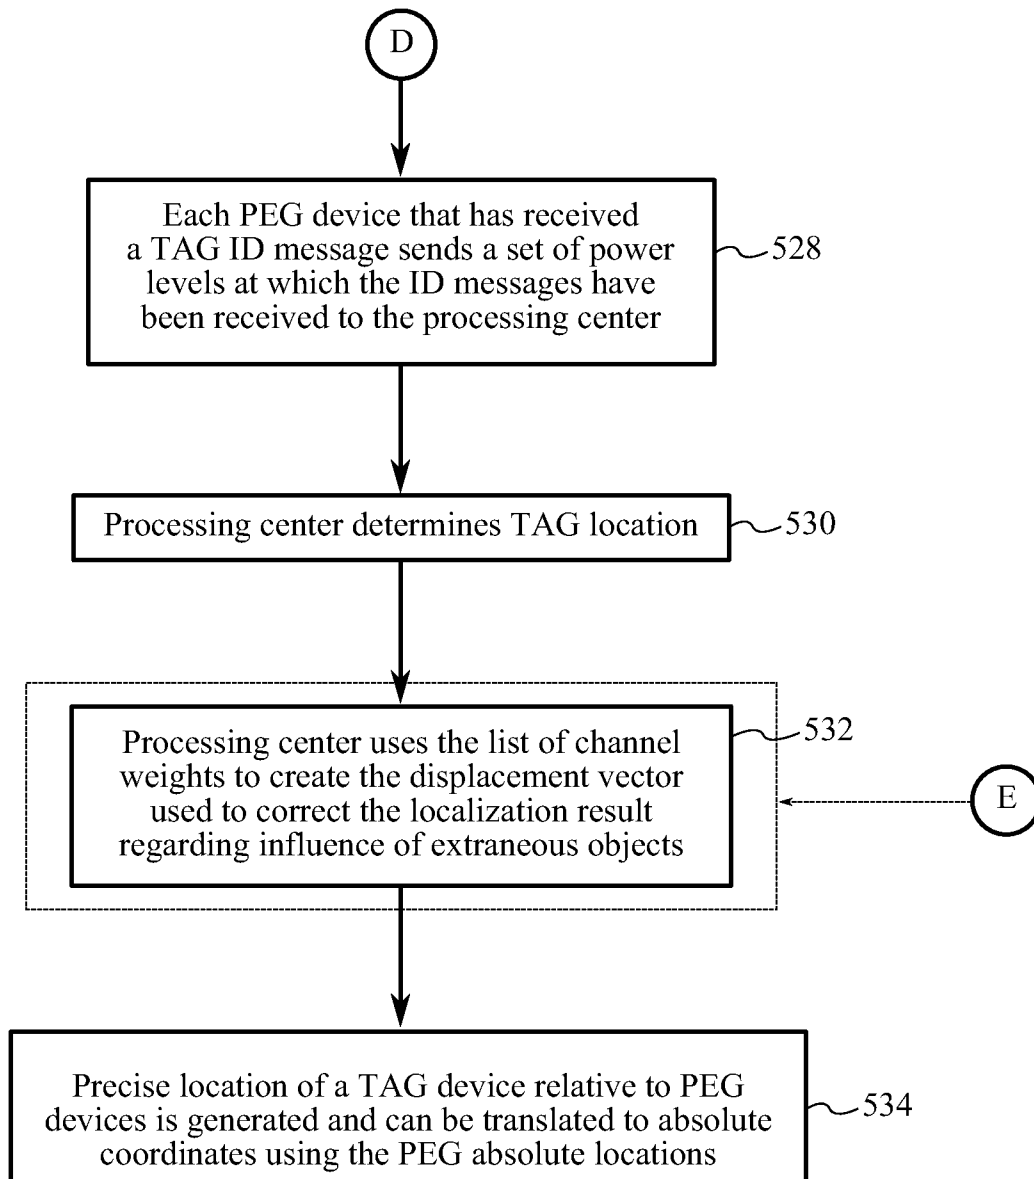 D
Each PEG device that has received
a TAG ID message sends a set of power
levels at which the ID messages have
been received to the processing center
528
Processing center determines TAG location
530
Processing center uses the list of channel
weights to create the displacement vector
used to correct the localization result
regarding influence of extraneous objects
532
E
Precise location of a TAG device relative to PEG
devices is generated and can be translated to absolute
coordinates using the PEG absolute locations
534